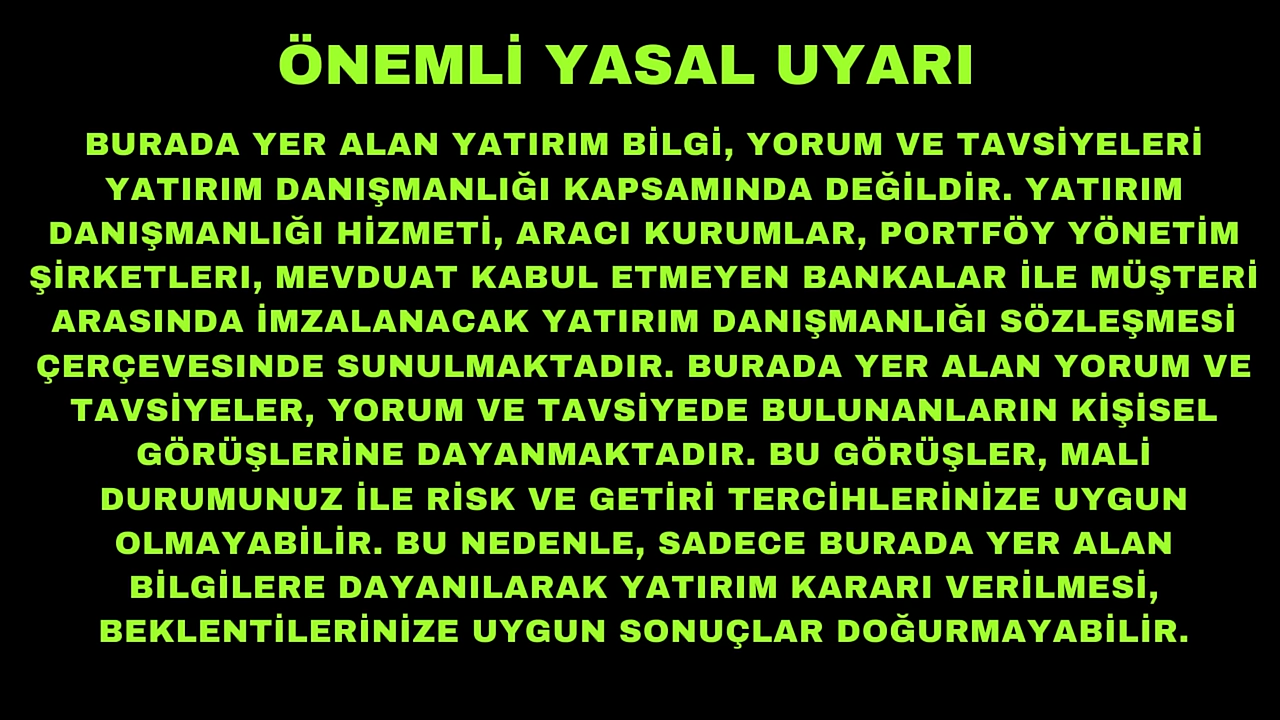 ÖNEMLİ YASAL UYARI
BURADA YER ALAN YATIRIM BİLGİ, YORUM VE TAVSİYELERİ
YATIRIM DANIŞMANLIĞI KAPSAMINDA DEĞİLDİR. YATIRIM
DANIŞMANLIĞI HİZMETİ, ARACI KURUMLAR, PORTFÖY YÖNETİM
ŞİRKETLERI, MEVDUAT KABUL ETMEYEN BANKALAR İLE MÜŞTERİ
ARASINDA İMZALANACAK YATIRIM DANIŞMANLIĞI SÖZLEŞMESİ
ÇERÇEVESINDE SUNULMAKTADIR. BURADA YER ALAN YORUM VE
TAVSİYELER, YORUM VE TAVSİYEDE BULUNANLARIN KİŞİSEL
GÖRÜŞLERİNE DAYANMAKTADIR. BU GÖRÜŞLER, MALİ
DURUMUNUZ İLE RİSK VE GETİRİ TERCİHLERİNİZE UYGUN
OLMAYABİLİR. BU NEDENLE, SADECE BURADA YER ALAN
BİLGİLERE DAYANILARAK YATIRIM KARARI VERİLMESİ,
BEKLENTİLERİNİZE UYGUN SONUÇLAR DOĞURMAYABİLİR.